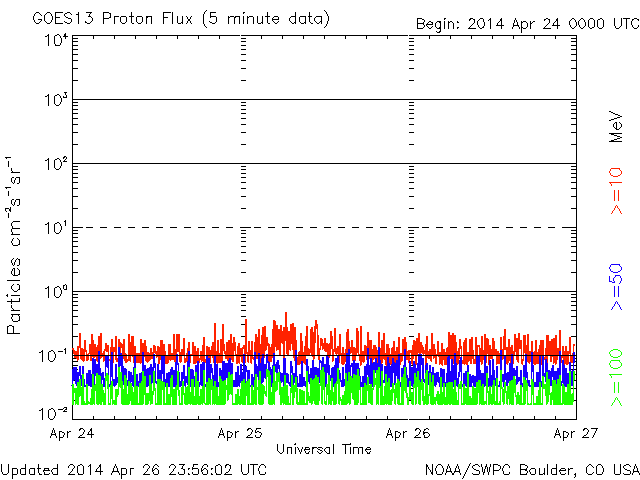 GOES13 Proton Flux (5 minute data)
Begin: 2014 Apr 24 0000 UTC
Particles cm⁻²s⁻¹sr⁻¹
10⁴
10³
10²
10¹
10⁰
10⁻¹
10⁻²
Apr 24
Apr 25
Apr 26
Apr 27
Universal Time
>=10
>=50
>=100
MeV
Updated 2014 Apr 26 23:56:02 UTC
NOAA/SWPC Boulder, CO USA